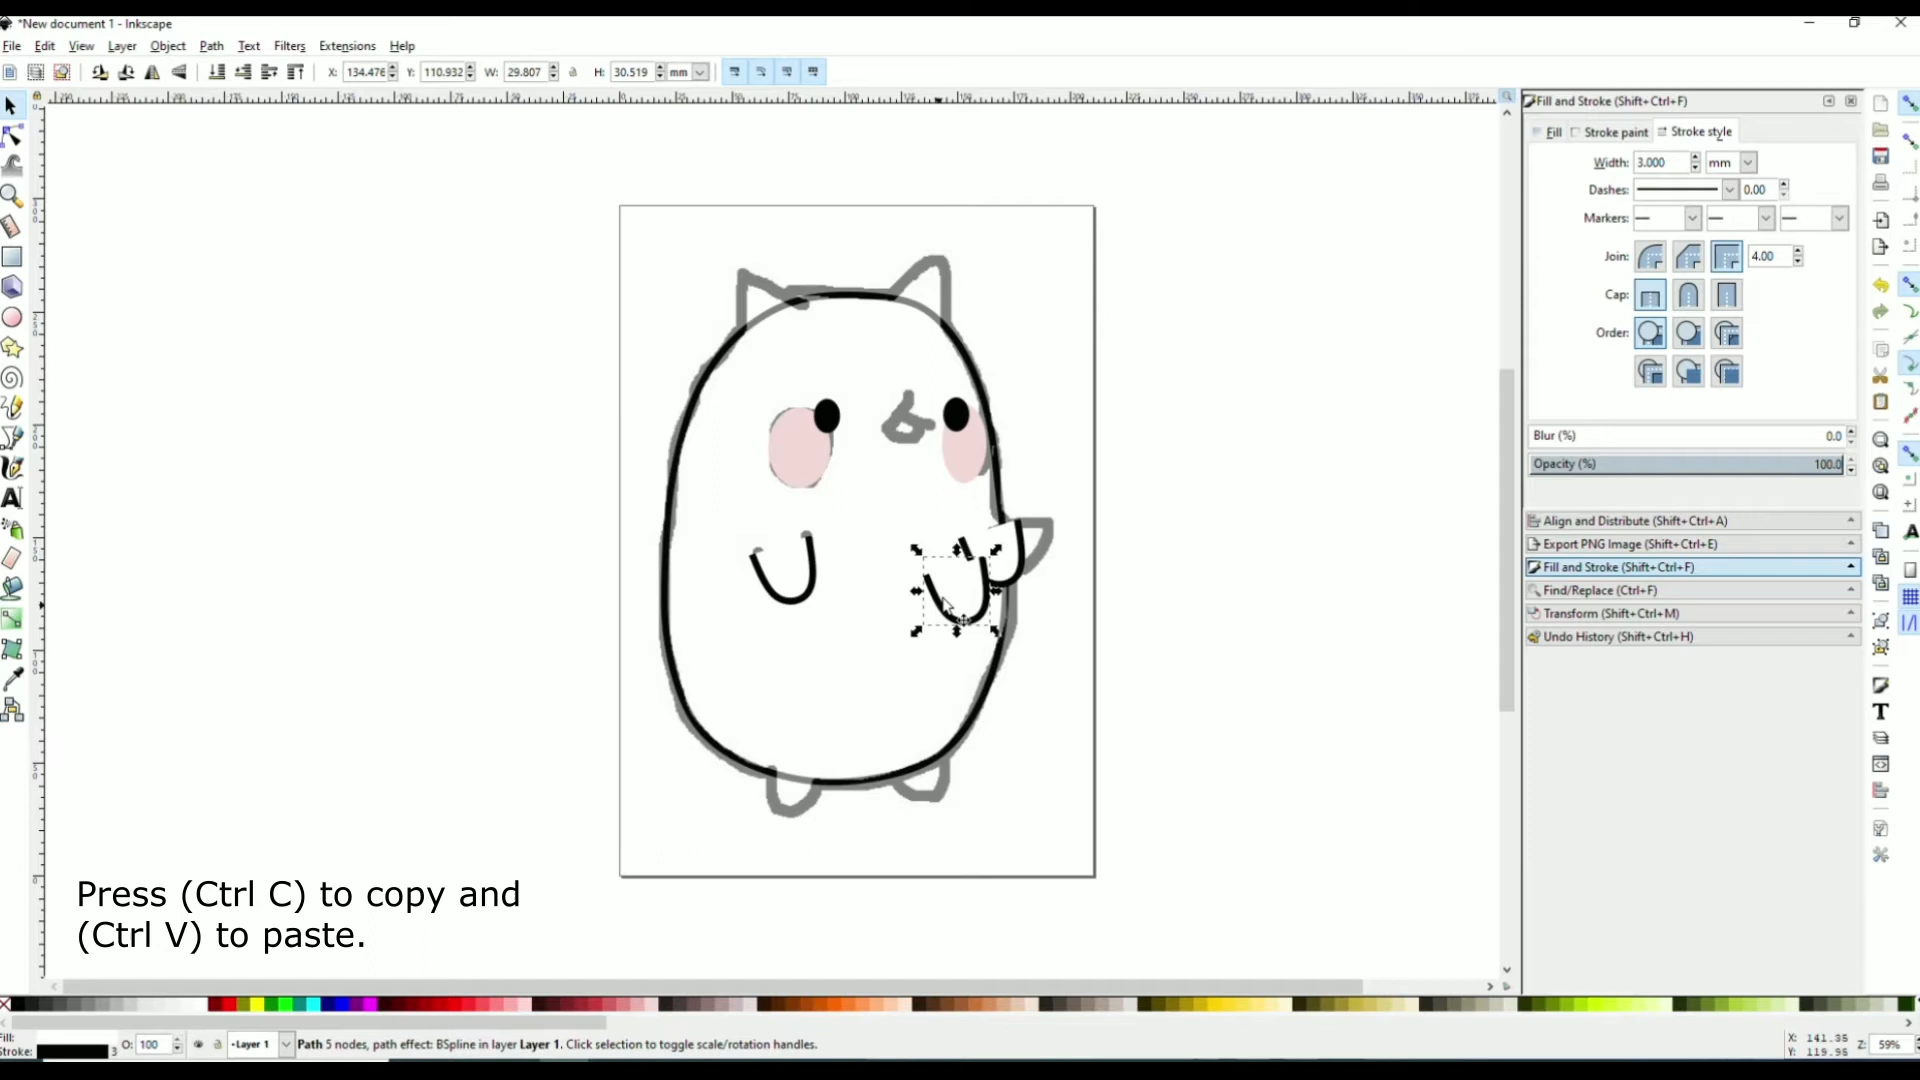 *New document 1 - Inkscape
File Edit View Layer Object Path Text Filters Extensions Help
X: 134.476 Y: 110.932 W: 29.807 H: 30.519 mm
Fill and Stroke (Shift+Ctrl+F)
Fill Stroke paint Stroke style
Width: 3.000 mm
Dashes: 0.00
Markers:
Join: 4.00
Cap:
Order:
Blur (%) 0.0
Opacity (%) 100.0
Align and Distribute (Shift+Ctrl+A)
Export PNG Image (Shift+Ctrl+E)
Fill and Stroke (Shift+Ctrl+F)
Find/Replace (Ctrl+F)
Transform (Shift+Ctrl+M)
Undo History (Shift+Ctrl+H)
Press (Ctrl C) to copy and
(Ctrl V) to paste.
Fill:
Stroke: 3 O: 100 Layer 1 Path 5 nodes, path effect: BSpline in layer Layer 1. Click selection to toggle scale/rotation handles.
X: 141.35
Y: 119.95
Z: 59%